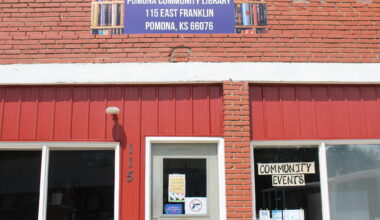 POMONA COMMUNITY LIBRARY
115 EAST FRANKLIN
POMONA, KS 66076
115
COMMUNITY
EVENTS